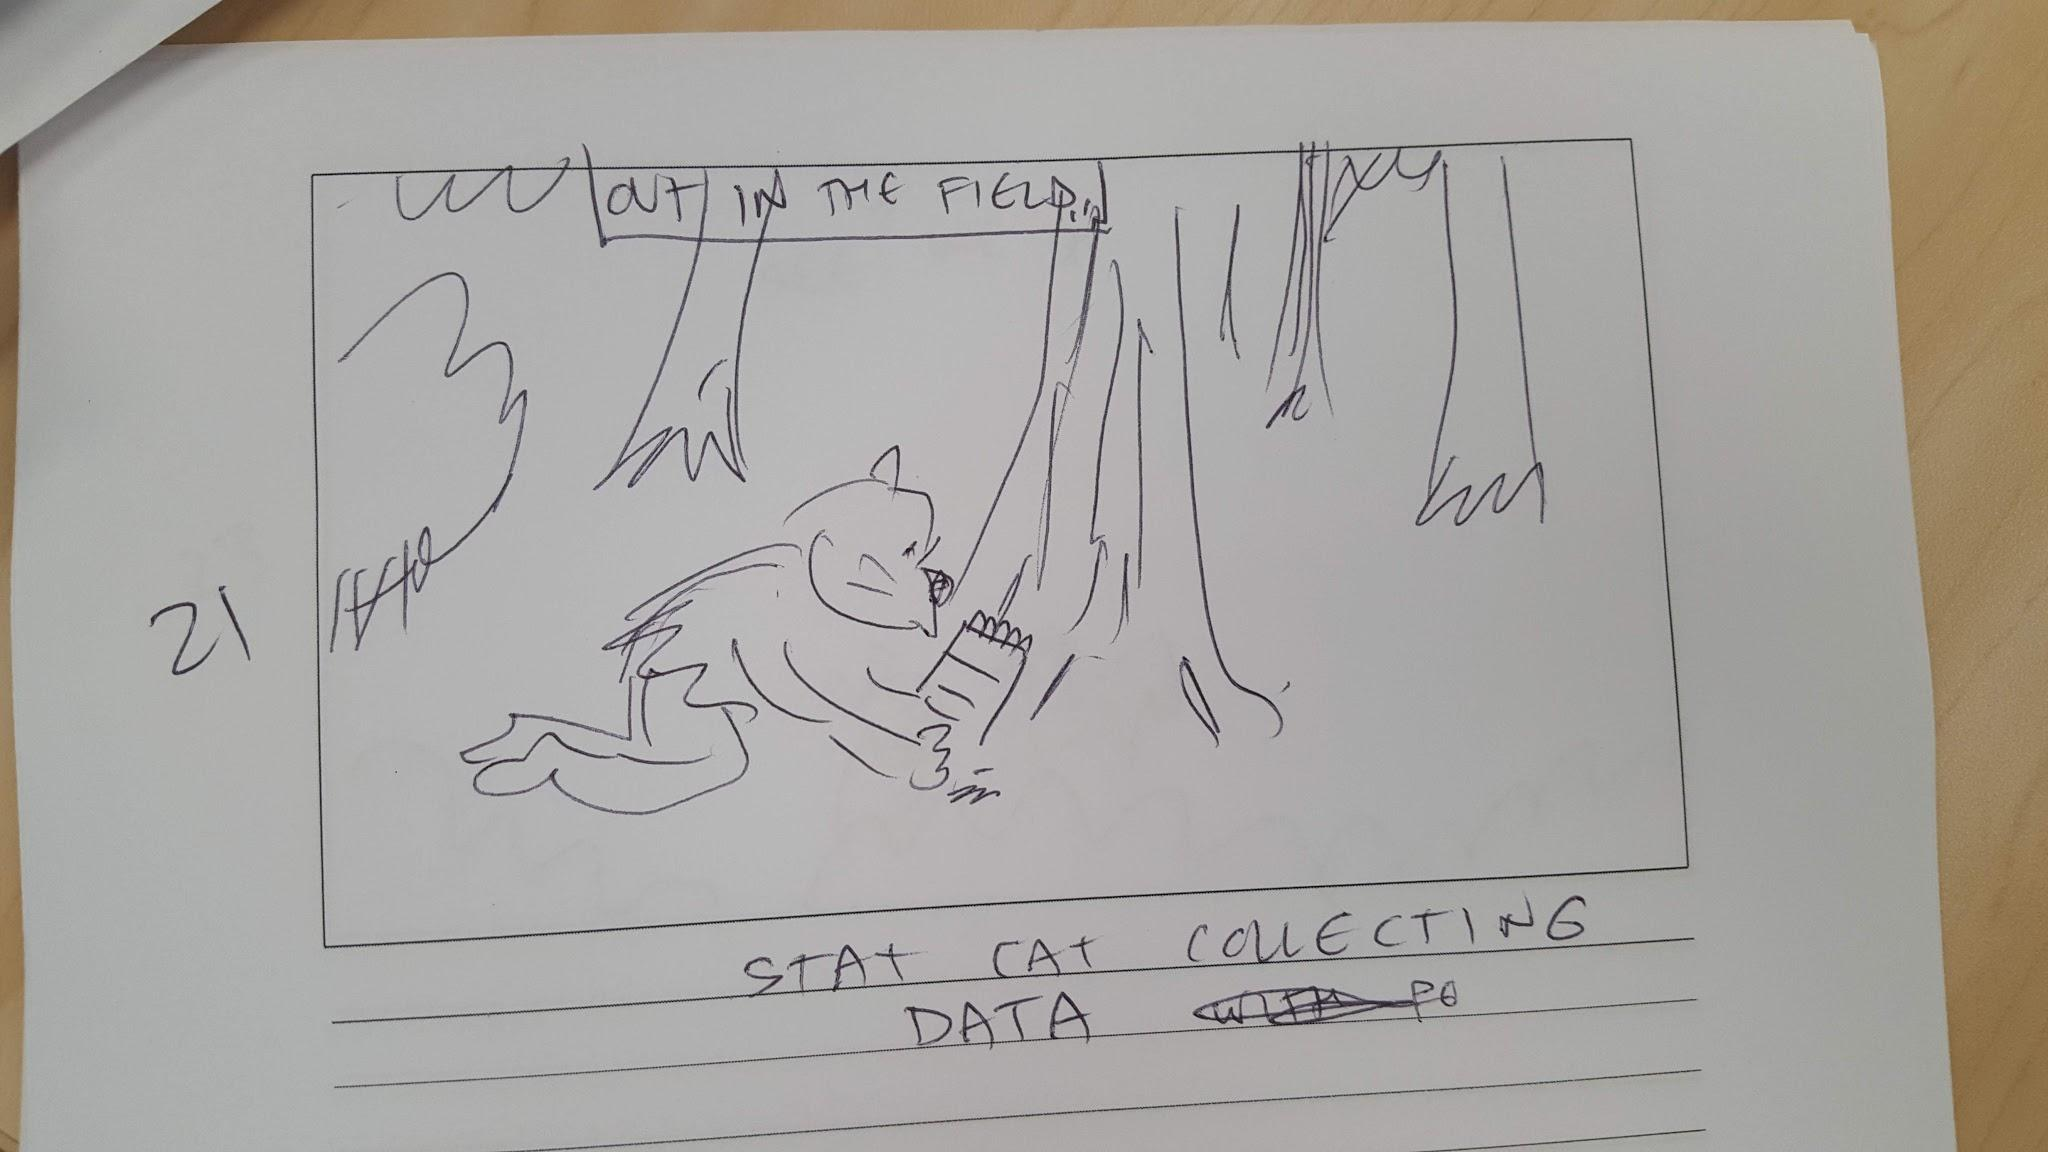 OUT IN THE FIELD...
21
STAT CAT COLLECTING
DATA